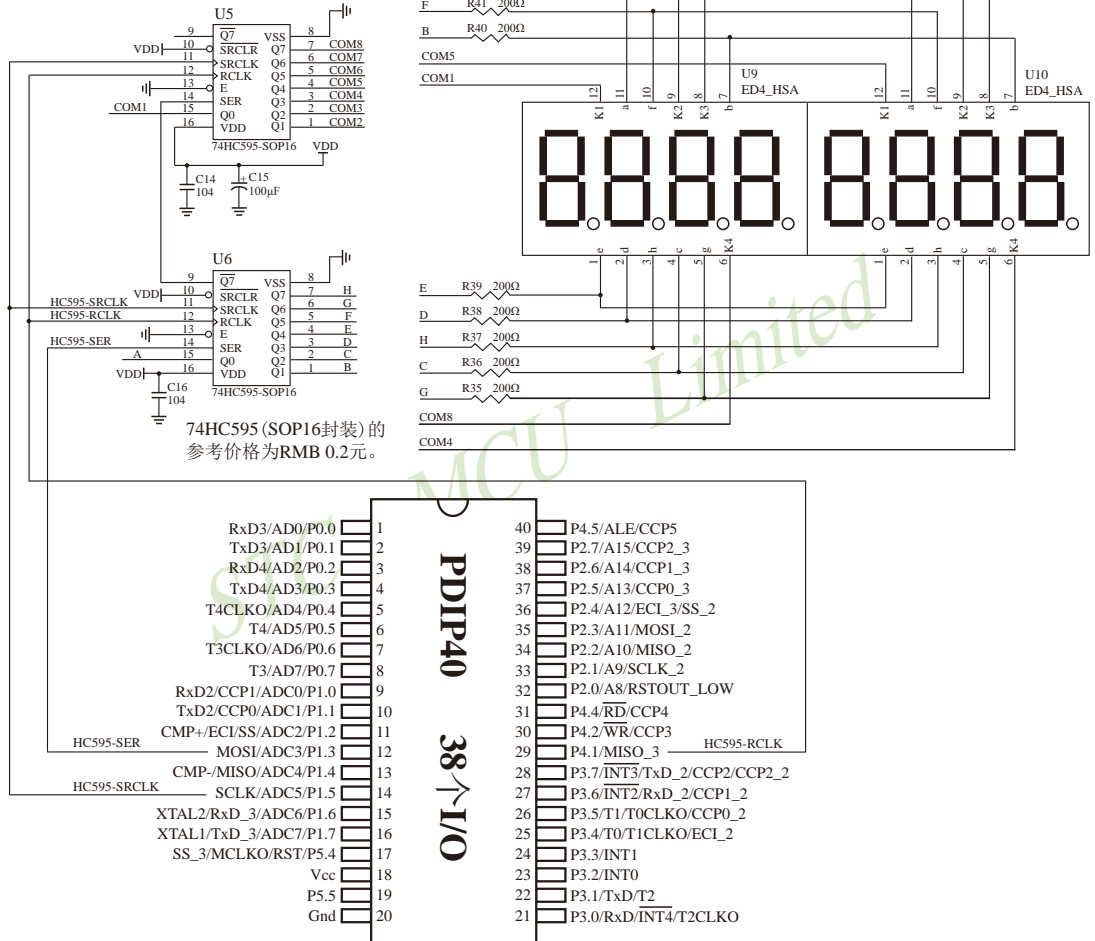 U5
9 Q7 VSS 8
VDD 10 SRCLR Q7 7 COM8
11 SRCLK Q6 6 COM7
12 RCLK Q5 5 COM6
13 E Q4 4 COM5
14 SER Q3 3 COM4
COM1 15 Q0 Q2 2 COM3
16 VDD Q1 1 COM2
74HC595-SOP16
VDD
C14
104
+ C15
100μF
F R41 200Ω
B R40 200Ω
COM5
COM1
U9
ED4_HSA
U10
ED4_HSA
12 11 10 9 8 7
K1 a f K2 K3 b
12 11 10 9 8 7
K1 a f K2 K3 b
e d h c g K4
1 2 3 4 5 6
e d h c g K4
1 2 3 4 5 6
U6
9 Q7 VSS 8
VDD 10 SRCLR Q7 7 H
HC595-SRCLK 11 SRCLK Q6 6 G
HC595-RCLK 12 RCLK Q5 5 F
13 E Q4 4 E
HC595-SER 14 SER Q3 3 D
A 15 Q0 Q2 2 C
VDD 16 VDD Q1 1 B
74HC595-SOP16
C16
104
E R39 200Ω
D R38 200Ω
H R37 200Ω
C R36 200Ω
G R35 200Ω
COM8
COM4
74HC595(SOP16封装)的
参考价格为RMB 0.2元。
STC MCU Limited
PDIP40 38个I/O
RxD3/AD0/P0.0 1
TxD3/AD1/P0.1 2
RxD4/AD2/P0.2 3
TxD4/AD3/P0.3 4
T4CLKO/AD4/P0.4 5
T4/AD5/P0.5 6
T3CLKO/AD6/P0.6 7
T3/AD7/P0.7 8
RxD2/CCP1/ADC0/P1.0 9
TxD2/CCP0/ADC1/P1.1 10
CMP+/ECI/SS/ADC2/P1.2 11
HC595-SER MOSI/ADC3/P1.3 12
CMP-/MISO/ADC4/P1.4 13
HC595-SRCLK SCLK/ADC5/P1.5 14
XTAL2/RxD_3/ADC6/P1.6 15
XTAL1/TxD_3/ADC7/P1.7 16
SS_3/MCLKO/RST/P5.4 17
Vcc 18
P5.5 19
Gnd 20
40 P4.5/ALE/CCP5
39 P2.7/A15/CCP2_3
38 P2.6/A14/CCP1_3
37 P2.5/A13/CCP0_3
36 P2.4/A12/ECI_3/SS_2
35 P2.3/A11/MOSI_2
34 P2.2/A10/MISO_2
33 P2.1/A9/SCLK_2
32 P2.0/A8/RSTOUT_LOW
31 P4.4/RD/CCP4
30 P4.2/WR/CCP3
29 P4.1/MISO_3 HC595-RCLK
28 P3.7/INT3/TxD_2/CCP2/CCP2_2
27 P3.6/INT2/RxD_2/CCP1_2
26 P3.5/T1/T0CLKO/CCP0_2
25 P3.4/T0/T1CLKO/ECI_2
24 P3.3/INT1
23 P3.2/INT0
22 P3.1/TxD/T2
21 P3.0/RxD/INT4/T2CLKO